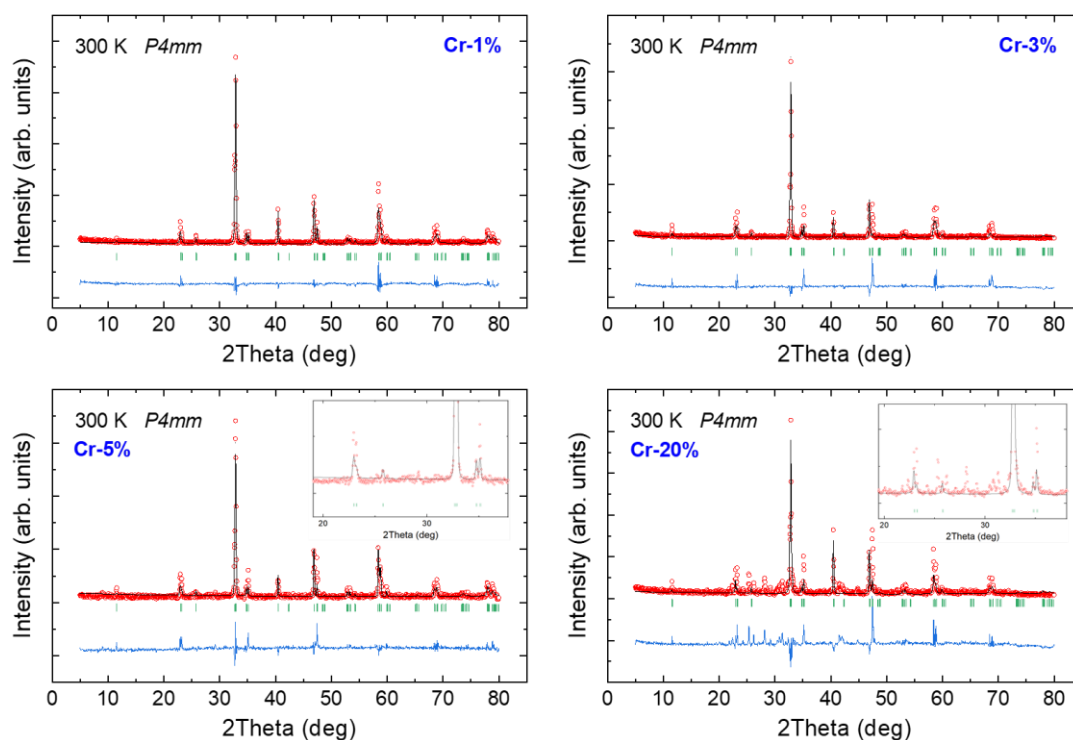 300 K P4mm Cr-1%
Intensity (arb. units)
0 10 20 30 40 50 60 70 80
2Theta (deg)
300 K P4mm Cr-3%
Intensity (arb. units)
0 10 20 30 40 50 60 70 80
2Theta (deg)
300 K P4mm
Cr-5%
Intensity (arb. units)
20 30
2Theta (deg)
0 10 20 30 40 50 60 70 80
2Theta (deg)
300 K P4mm
Cr-20%
Intensity (arb. units)
20 30
2Theta (deg)
0 10 20 30 40 50 60 70 80
2Theta (deg)